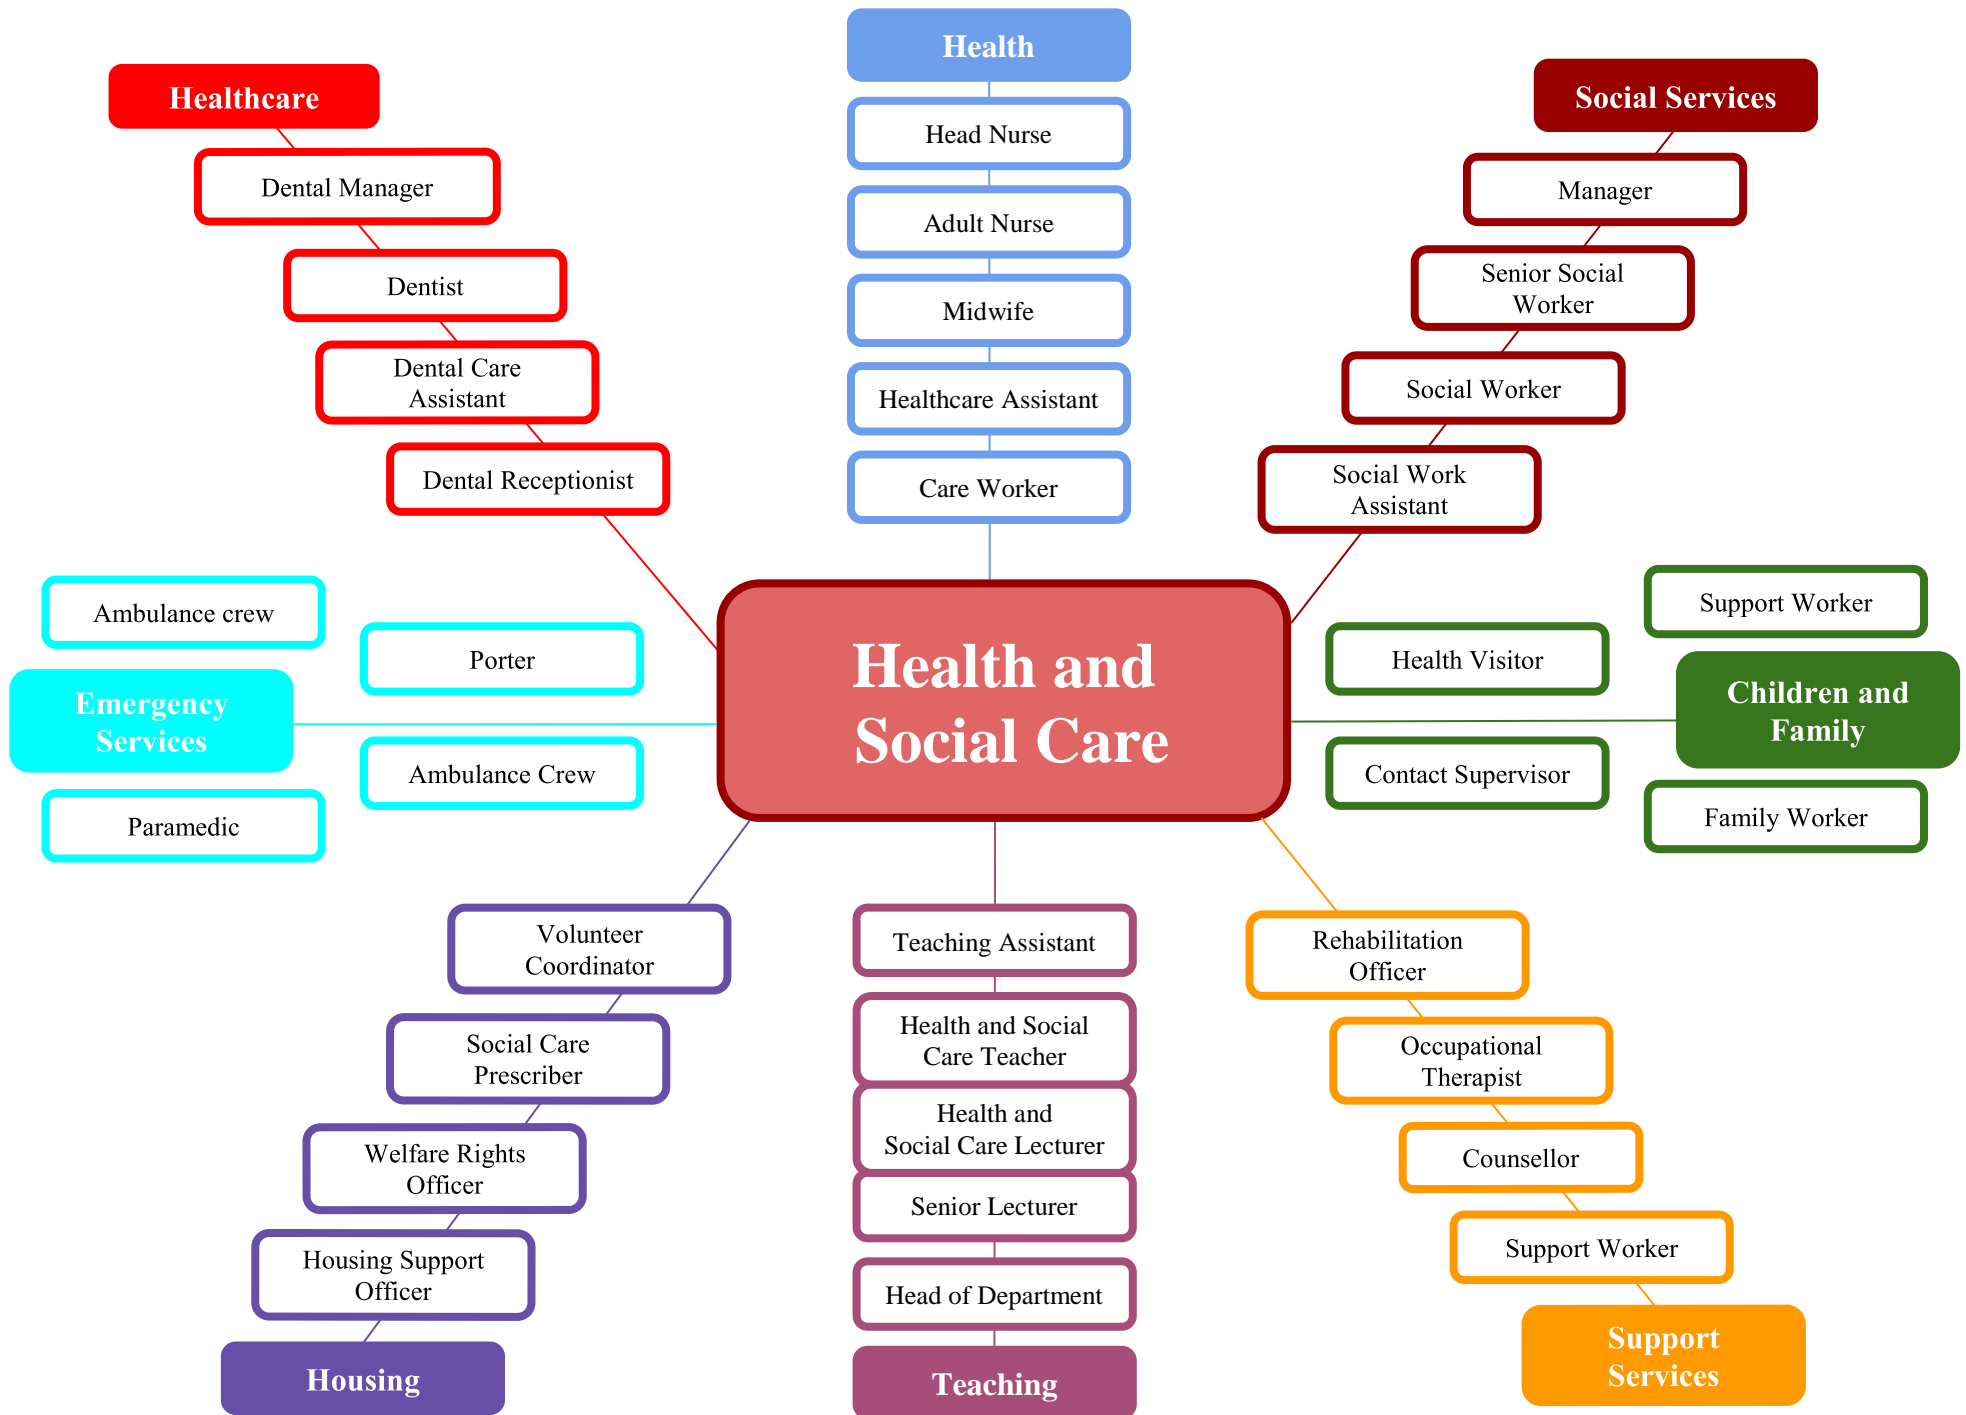 Health
Head Nurse
Adult Nurse
Midwife
Healthcare Assistant
Care Worker
Healthcare
Dental Manager
Dentist
Dental Care
Assistant
Dental Receptionist
Social Services
Manager
Senior Social
Worker
Social Worker
Social Work
Assistant
Health and
Social Care
Ambulance crew
Porter
Emergency
Services
Ambulance Crew
Paramedic
Support Worker
Health Visitor
Children and
Family
Contact Supervisor
Family Worker
Volunteer
Coordinator
Social Care
Prescriber
Welfare Rights
Officer
Housing Support
Officer
Housing
Teaching Assistant
Health and Social
Care Teacher
Health and
Social Care Lecturer
Senior Lecturer
Head of Department
Teaching
Rehabilitation
Officer
Occupational
Therapist
Counsellor
Support Worker
Support
Services